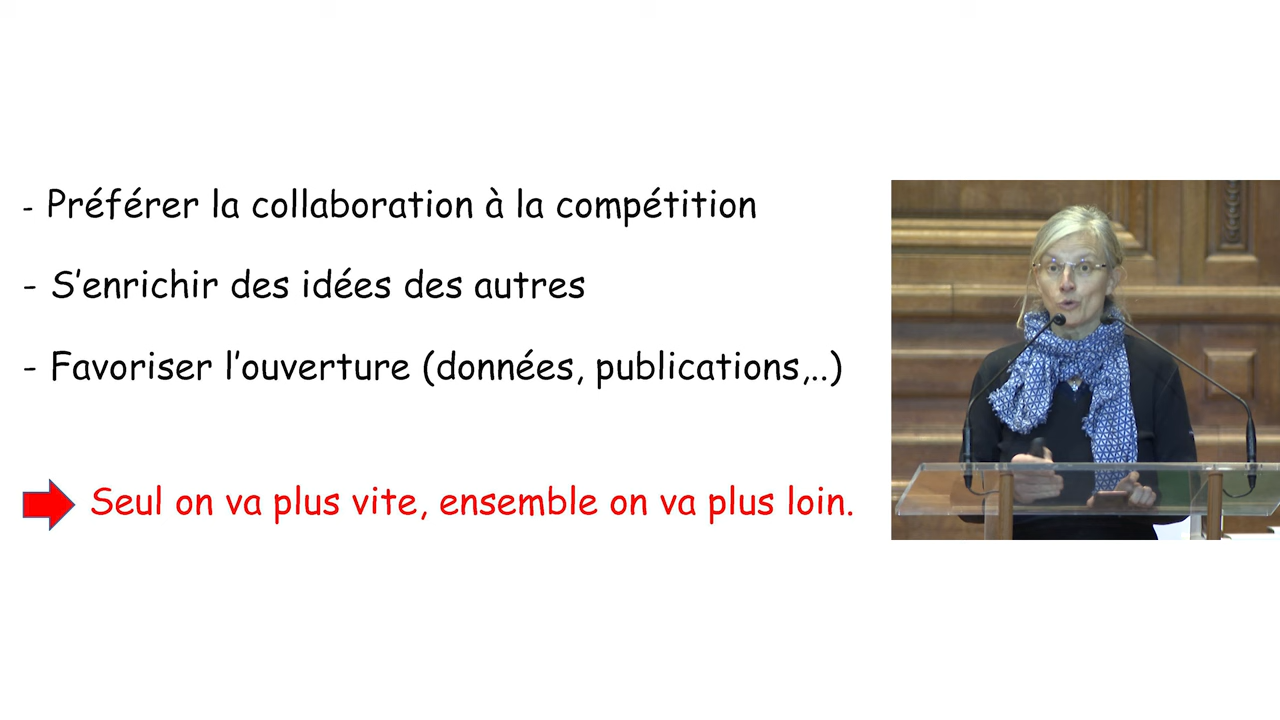 - Préférer la collaboration à la compétition
- S'enrichir des idées des autres
- Favoriser l'ouverture (données, publications,..)
Seul on va plus vite, ensemble on va plus loin.